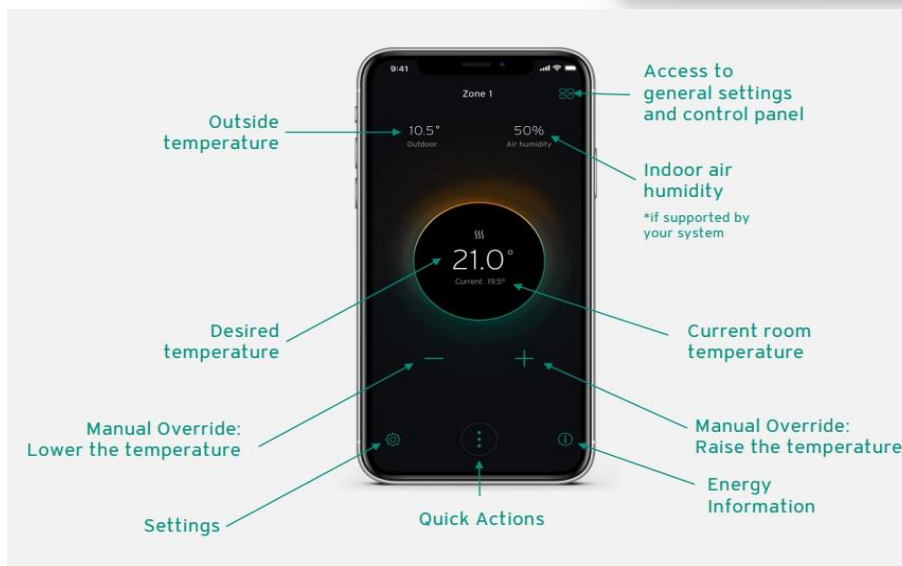 9:41
Zone 1
10.5°
Outdoor
50%
Air humidity
21.0°
Current: 19.5°
Outside
temperature
Access to
general settings
and control panel
Indoor air
humidity
*if supported by
your system
Desired
temperature
Current room
temperature
Manual Override:
Lower the temperature
Manual Override:
Raise the temperature
Settings
Quick Actions
Energy
Information